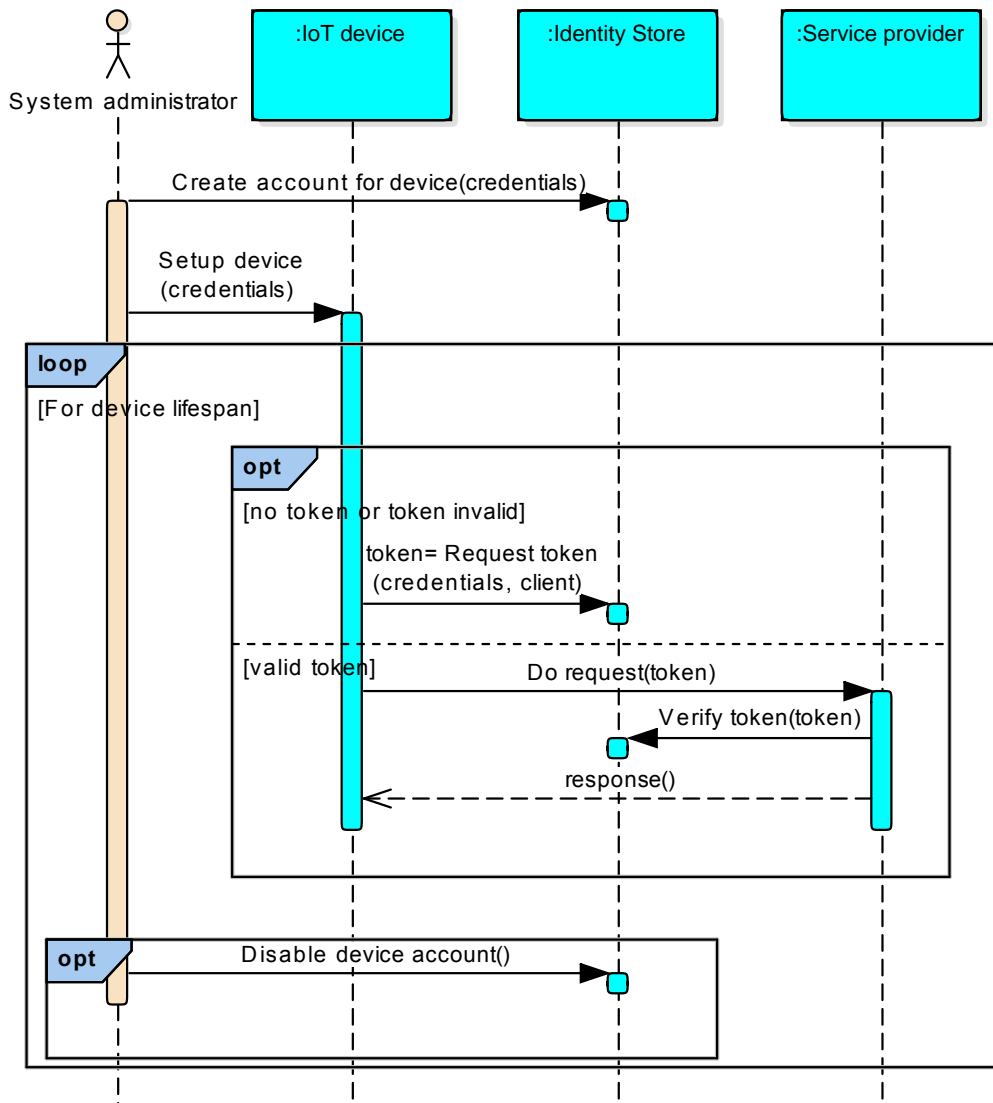 :IoT device
:Identity Store
:Service provider
System administrator
Create account for device(credentials)
Setup device
(credentials)
loop
[For device lifespan]
opt
[no token or token invalid]
token= Request token
(credentials, client)
[valid token]
Do request(token)
Verify token(token)
response()
opt
Disable device account()